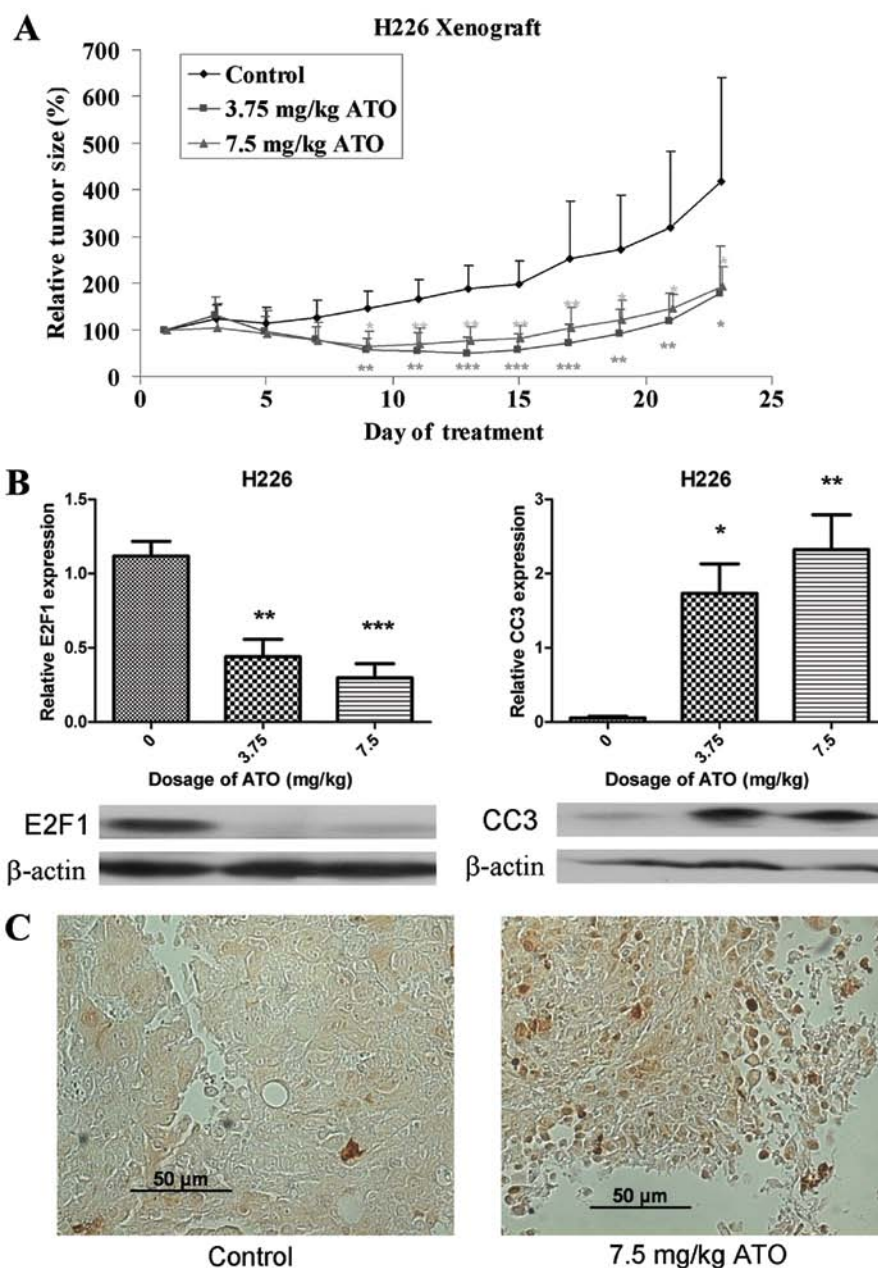 A
H226 Xenograft
Relative tumor size (%)
700
600
500
400
300
200
100
0
Control
3.75 mg/kg ATO
7.5 mg/kg ATO
* ** ** ** ** * * *
** ** *** *** *** ** ** *
0 5 10 15 20 25
Day of treatment
B
H226
Relative E2F1 expression
1.5
1.0
0.5
0.0
** ***
0 3.75 7.5
Dosage of ATO (mg/kg)
E2F1
β-actin
H226
Relative CC3 expression
3
2
1
0
* **
0 3.75 7.5
Dosage of ATO (mg/kg)
CC3
β-actin
C
50 µm
Control
50 µm
7.5 mg/kg ATO